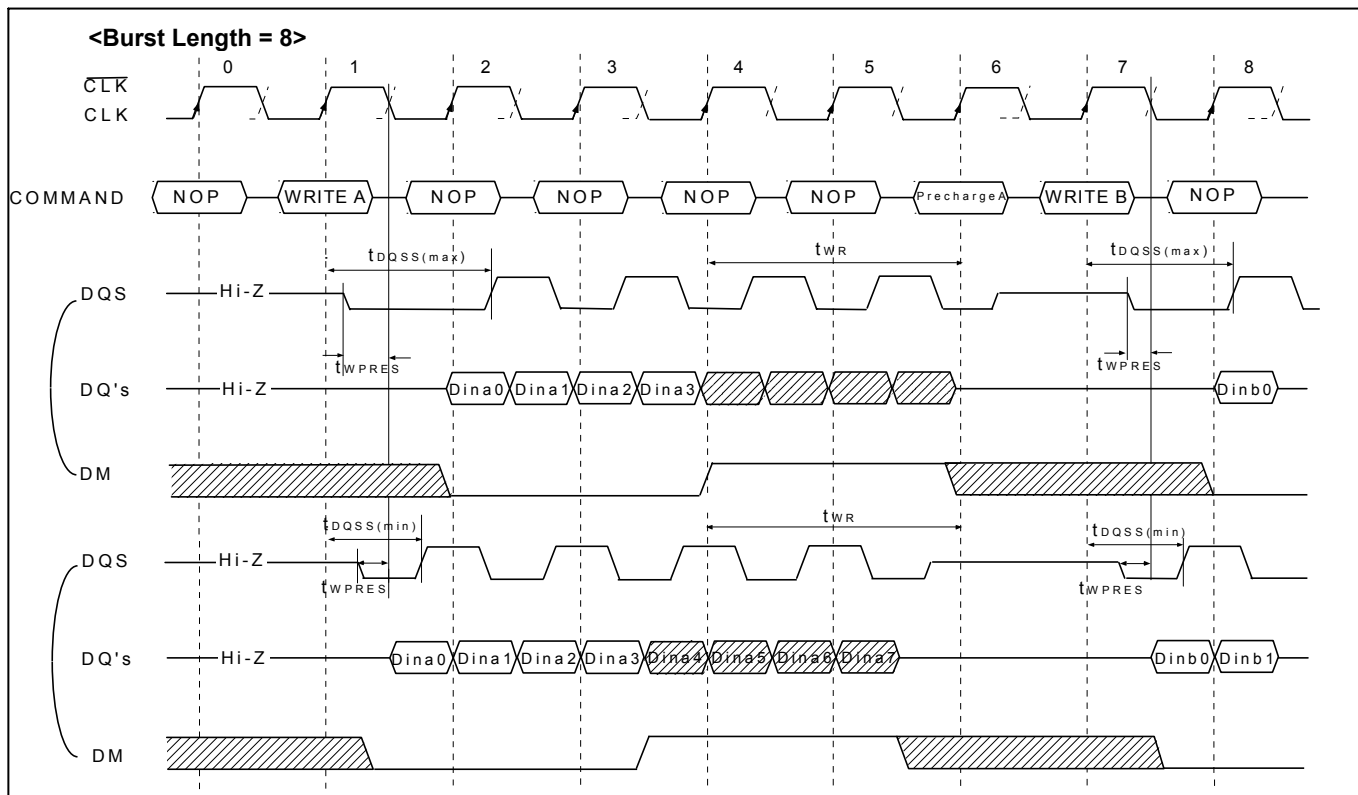 <Burst Length = 8>
0 1 2 3 4 5 6 7 8
CLK
CLK
COMMAND NOP WRITE A NOP NOP NOP NOP PrechargeA WRITE B NOP
tDQSS(max) tWR tDQSS(max)
DQS Hi-Z
tWPRES tWPRES
DQ's Hi-Z Dina0 Dina1 Dina2 Dina3 Dinb0
DM
tDQSS(min) tWR tDQSS(min)
DQS Hi-Z
tWPRES tWPRES
DQ's Hi-Z Dina0 Dina1 Dina2 Dina3 Dina4 Dina5 Dina6 Dina7 Dinb0 Dinb1
DM